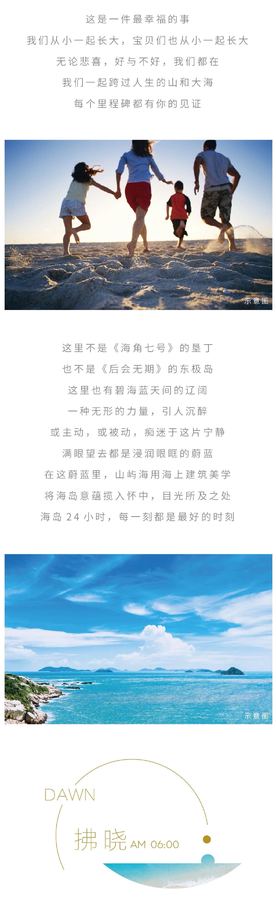 这是一件最幸福的事
我们从小一起长大，宝贝们也从小一起长大
无论悲喜，好与不好，我们都在
我们一起跨过人生的山和大海
每个里程碑都有你的见证
示意图
这里不是《海角七号》的垦丁
也不是《后会无期》的东极岛
这里也有碧海蓝天间的辽阔
一种无形的力量，引人沉醉
或主动，或被动，痴迷于这片宁静
满眼望去都是浸润眼眶的蔚蓝
在这蔚蓝里，山屿海用海上建筑美学
将海岛意蕴揽入怀中，目光所及之处
海岛 24 小时，每一刻都是最好的时刻
示意图
DAWN
拂晓 AM 06:00